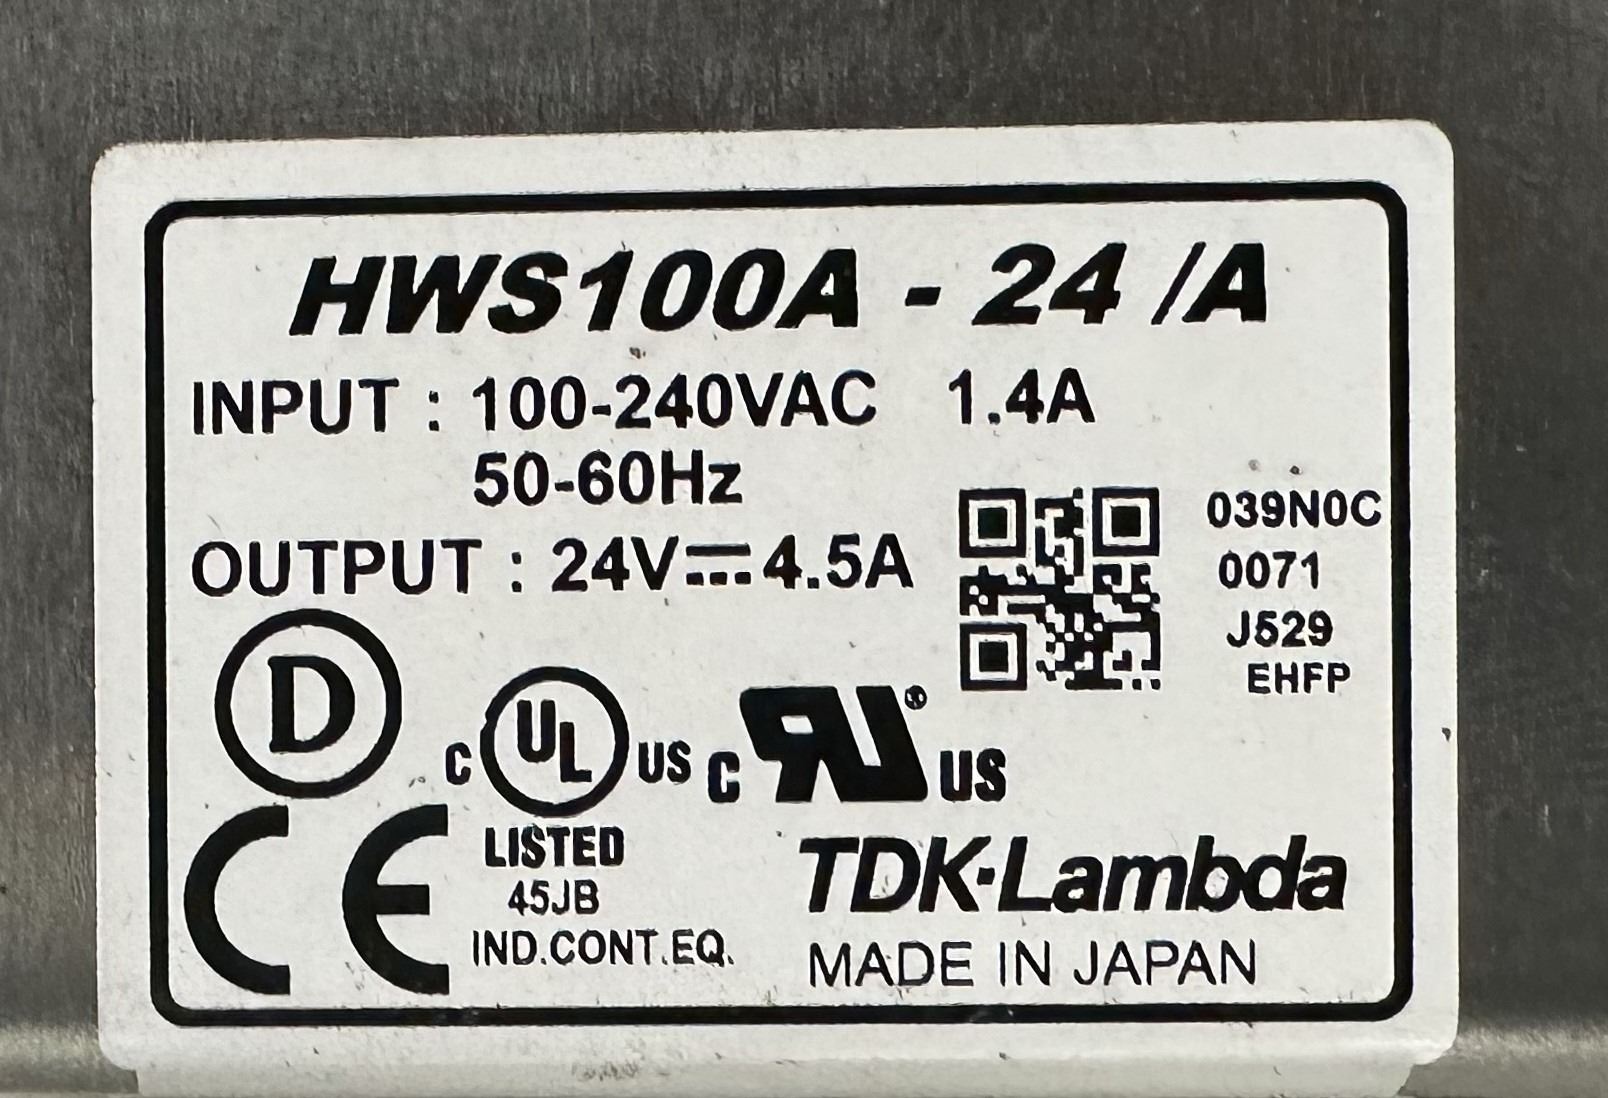 HWS100A - 24 /A
INPUT : 100-240VAC 1.4A
50-60Hz
OUTPUT : 24V⎓4.5A
039N0C
0071
J529
EHFP
D
C UL US
LISTED
45JB
IND.CONT.EQ.
C RU® US
CE
TDK·Lambda
MADE IN JAPAN